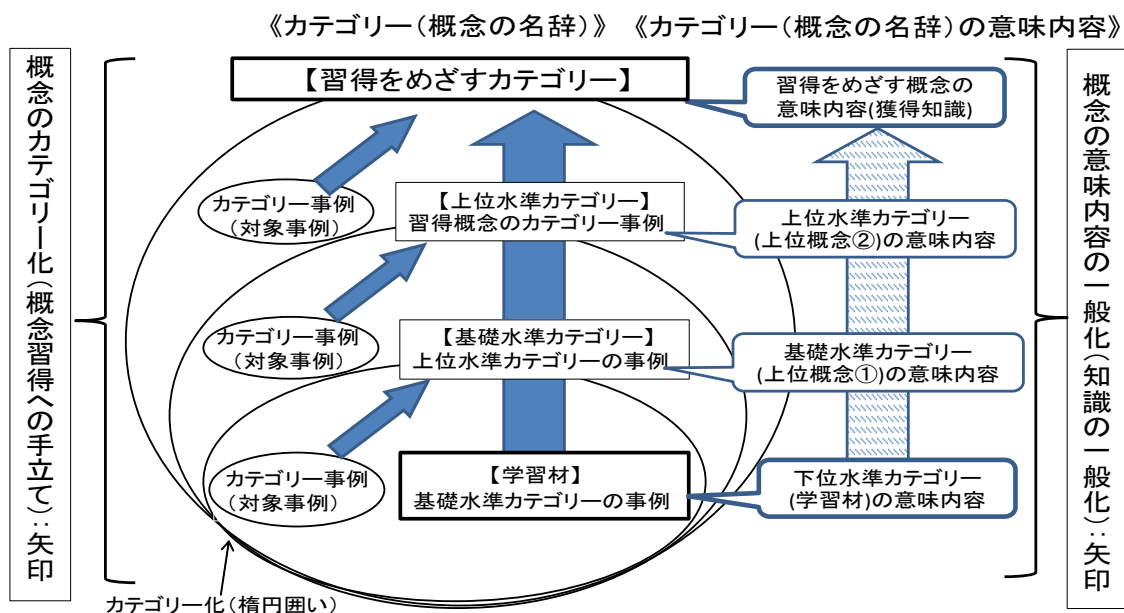 《カテゴリー(概念の名辞)》 《カテゴリー(概念の名辞)の意味内容》
概念のカテゴリー化(概念習得への手立て)::矢印
【習得をめざすカテゴリー】
習得をめざす概念の
意味内容(獲得知識)
カテゴリー事例
(対象事例)
【上位水準カテゴリー】
習得概念のカテゴリー事例
上位水準カテゴリー
(上位概念②)の意味内容
カテゴリー事例
(対象事例)
【基礎水準カテゴリー】
上位水準カテゴリーの事例
基礎水準カテゴリー
(上位概念①)の意味内容
カテゴリー事例
(対象事例)
【学習材】
基礎水準カテゴリーの事例
下位水準カテゴリー
(学習材)の意味内容
カテゴリー化(楕円囲い)
概念の意味内容の一般化(知識の一般化)::矢印